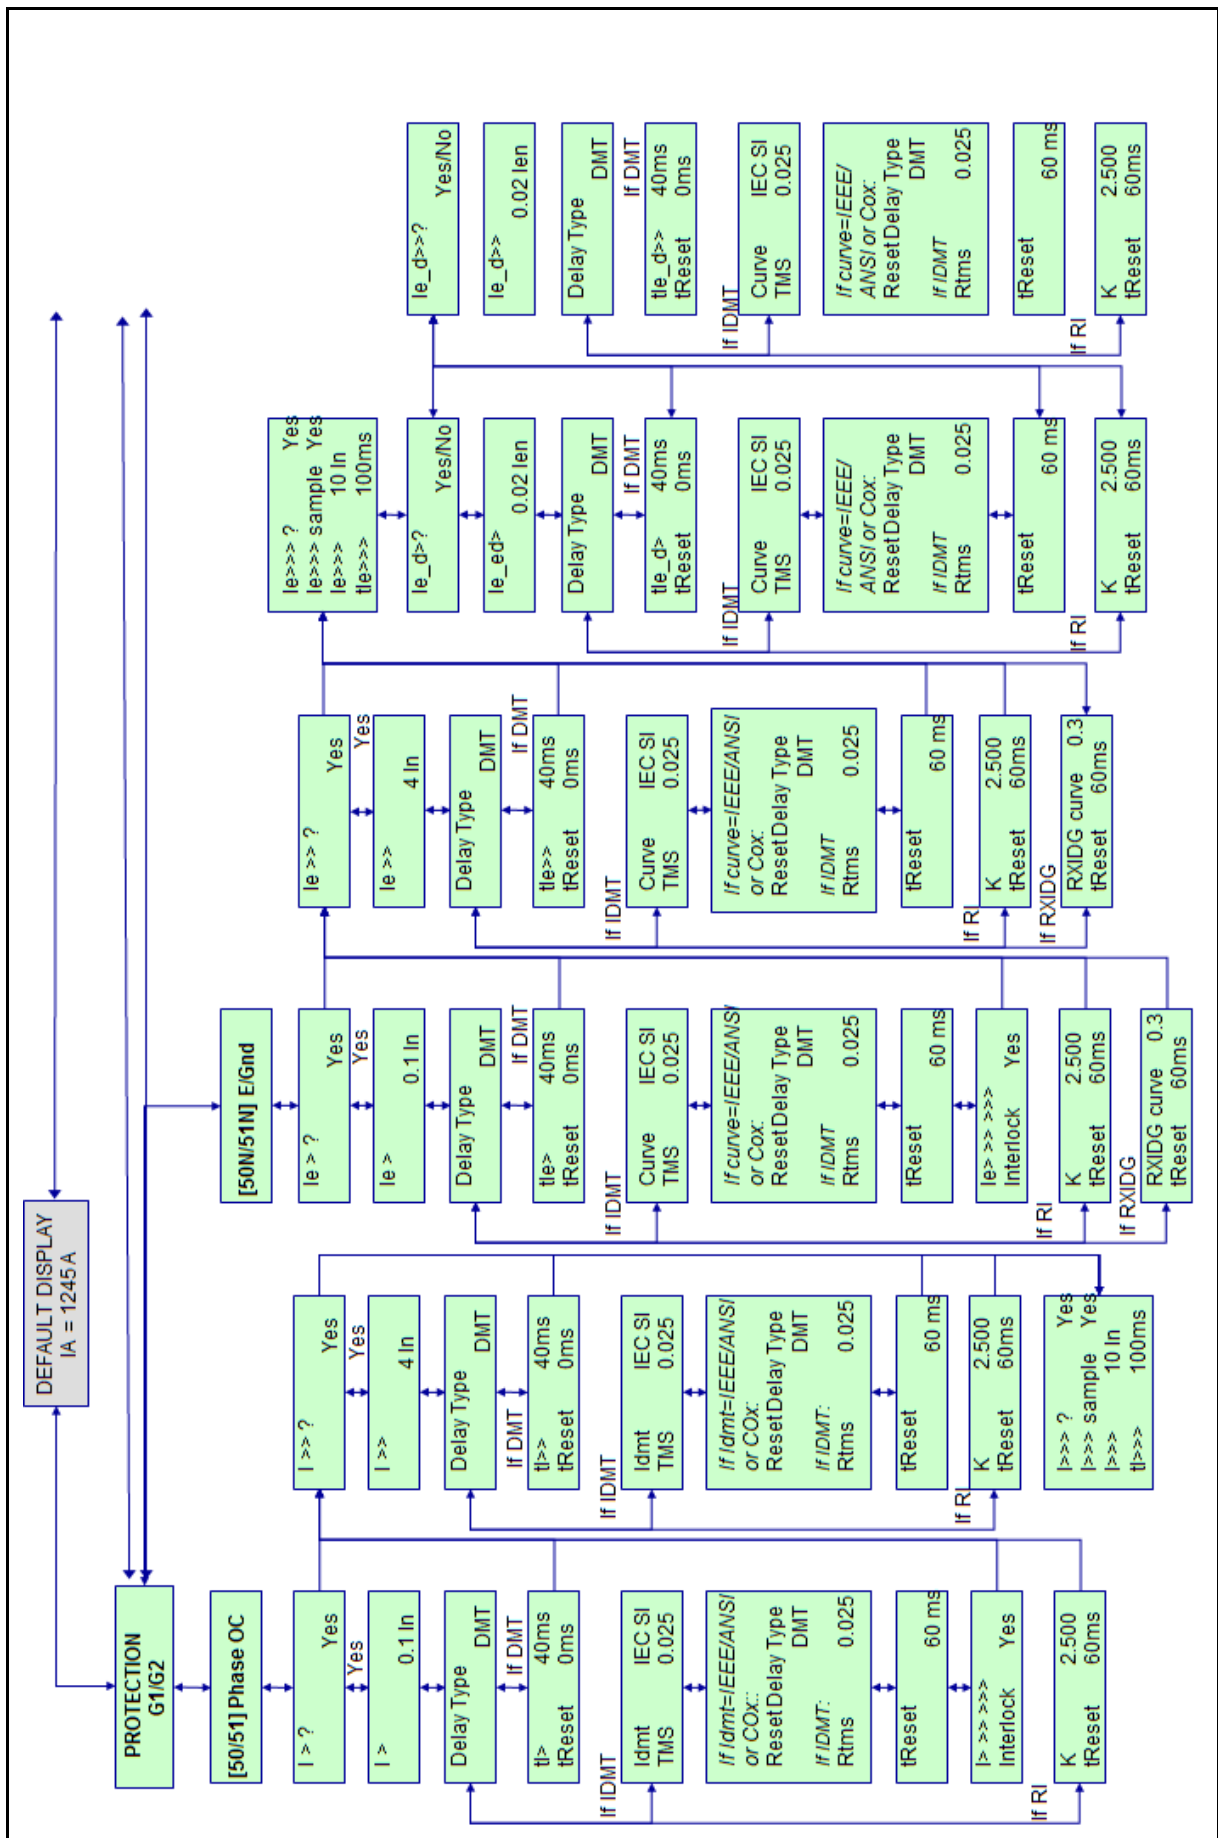 DEFAULT DISPLAY
IA = 1245 A
PROTECTION
G1/G2
[50/51] Phase OC
I > ?
Yes
Yes
I >
0.1 In
Delay Type
DMT
If DMT
tI> 40ms
tReset 0ms
If IDMT
Idmt IEC SI
TMS 0.025
If Idmt=IEEE/ANSI
or COx::
Reset Delay Type
DMT
If IDMT:
Rtms 0.025
tReset
60 ms
I> >> >>>
Interlock Yes
If RI
K 2.500
tReset 60ms
I >> ?
Yes
Yes
I >>
4 In
Delay Type
DMT
If DMT
tI>> 40ms
tReset 0ms
If IDMT
Idmt IEC SI
TMS 0.025
If Idmt=IEEE/ANSI
or COx:
Reset Delay Type
DMT
If IDMT:
Rtms 0.025
tReset
60 ms
If RI
K 2.500
tReset 60ms
I>>> ? Yes
I>>> sample Yes
I>>> 10 In
tI>>> 100ms
[50N/51N] E/Gnd
Ie > ?
Yes
Yes
Ie >
0.1 In
Delay Type
DMT
If DMT
tIe> 40ms
tReset 0ms
If IDMT
Curve IEC SI
TMS 0.025
If curve=IEEE/ANSI
or Cox:
Reset Delay Type
DMT
If IDMT
Rtms 0.025
tReset
60 ms
Ie> >> >>>
Interlock Yes
If RI
K 2.500
tReset 60ms
If RXIDG
RXIDG curve 0.3
tReset 60ms
Ie >> ?
Yes
Yes
Ie >>
4 In
Delay Type
DMT
If DMT
tIe>> 40ms
tReset 0ms
If IDMT
Curve IEC SI
TMS 0.025
If curve=IEEE/ANSI
or Cox:
Reset Delay Type
DMT
If IDMT
Rtms 0.025
tReset
60 ms
If RI
K 2.500
tReset 60ms
If RXIDG
RXIDG curve 0.3
tReset 60ms
Ie>>> ? Yes
Ie>>> sample Yes
Ie>>> 10 In
tIe>>> 100ms
Ie_d>?
Yes/No
Ie_ed>
0.02 Ien
Delay Type
DMT
If DMT
tIe_d> 40ms
tReset 0ms
If IDMT
Curve IEC SI
TMS 0.025
If curve=IEEE/
ANSI or Cox:
Reset Delay Type
DMT
If IDMT
Rtms 0.025
tReset
60 ms
If RI
K 2.500
tReset 60ms
Ie_d>>?
Yes/No
Ie_d>>
0.02 Ien
Delay Type
DMT
If DMT
tIe_d>> 40ms
tReset 0ms
If IDMT
Curve IEC SI
TMS 0.025
If curve=IEEE/
ANSI or Cox:
Reset Delay Type
DMT
If IDMT
Rtms 0.025
tReset
60 ms
If RI
K 2.500
tReset 60ms